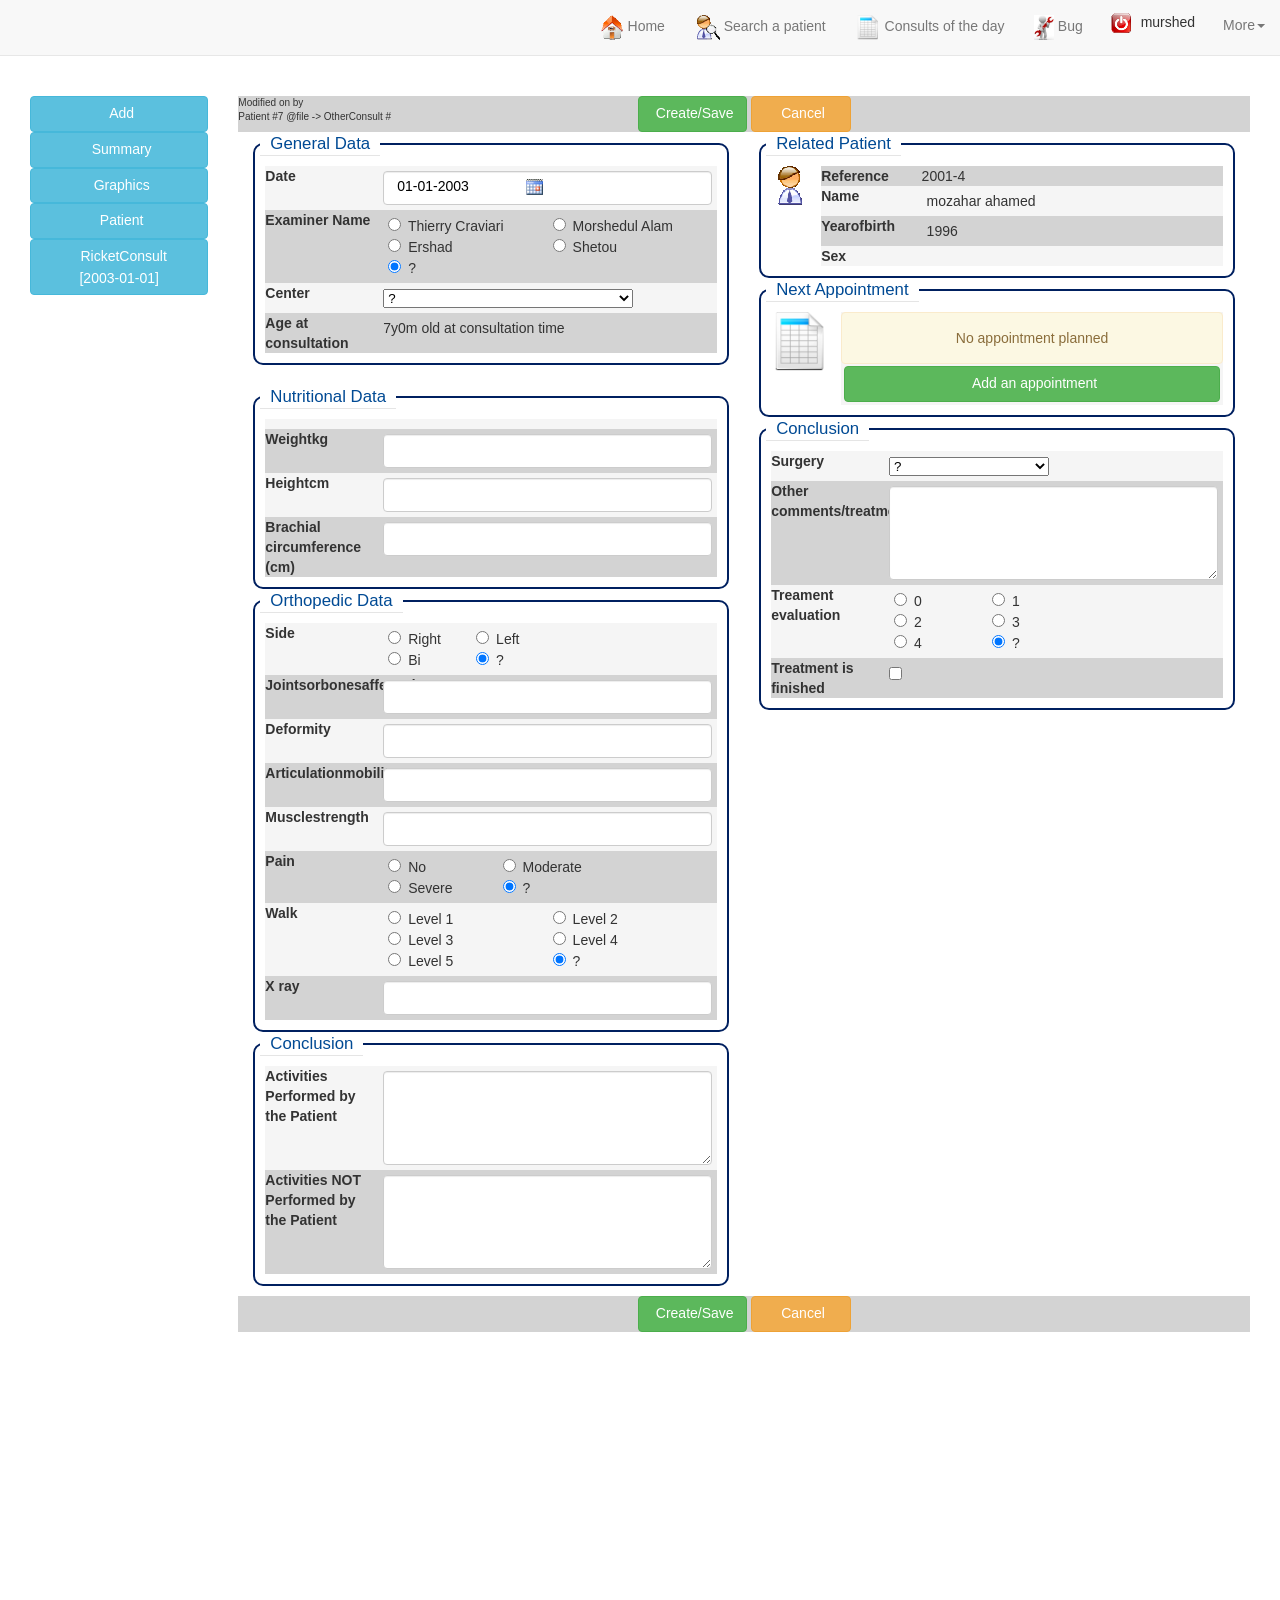 Home
Search a patient
Consults of the day
Bug
murshed
More
Add
Summary
Graphics
Patient
RicketConsult
[2003-01-01]
Modified on by
Patient #7 @file -> OtherConsult #
Create/Save
Cancel
General Data
Date
01-01-2003
Examiner Name
Thierry Craviari
Morshedul Alam
Ershad
Shetou
?
Center
?
Age at
consultation
7y0m old at consultation time
Nutritional Data
Weightkg
Heightcm
Brachial
circumference
(cm)
Orthopedic Data
Side
Right
Left
Bi
?
Jointsorbonesaffe
Deformity
Articulationmobili
Musclestrength
Pain
No
Moderate
Severe
?
Walk
Level 1
Level 2
Level 3
Level 4
Level 5
?
X ray
Conclusion
Activities
Performed by
the Patient
Activities NOT
Performed by
the Patient
Related Patient
Reference
2001-4
Name
mozahar ahamed
Yearofbirth
1996
Sex
Next Appointment
No appointment planned
Add an appointment
Conclusion
Surgery
?
Other
comments/treatm
Treament
evaluation
0
1
2
3
4
?
Treatment is
finished
Create/Save
Cancel